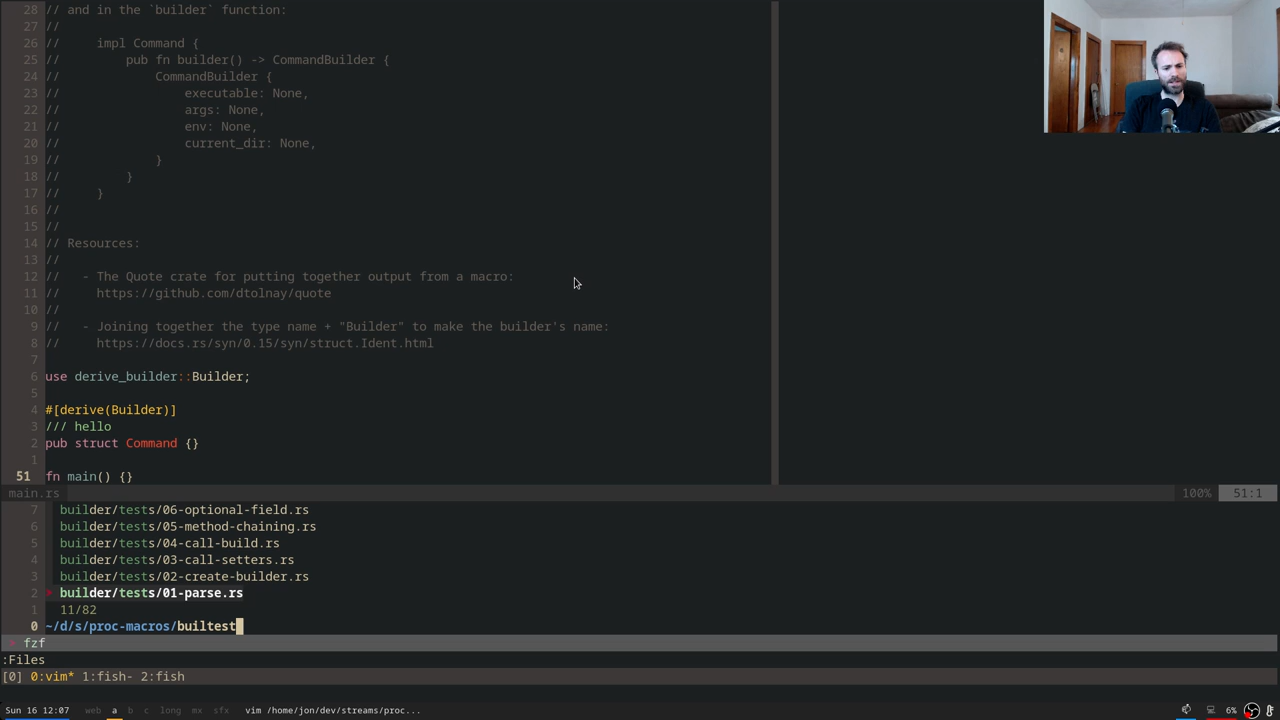 28 // and in the `builder` function:
27 //
26 //     impl Command {
25 //         pub fn builder() -> CommandBuilder {
24 //             CommandBuilder {
23 //                 executable: None,
22 //                 args: None,
21 //                 env: None,
20 //                 current_dir: None,
19 //             }
18 //         }
17 //     }
16 //
15 //
14 // Resources:
13 //
12 //   - The Quote crate for putting together output from a macro:
11 //     https://github.com/dtolnay/quote
10 //
9 //   - Joining together the type name + "Builder" to make the builder's name:
8 //     https://docs.rs/syn/0.15/syn/struct.Ident.html
7
6 use derive_builder::Builder;
5
4 #[derive(Builder)]
3 /// hello
2 pub struct Command {}
1
51 fn main() {}
main.rs 100% 51:1
7 builder/tests/06-optional-field.rs
6 builder/tests/05-method-chaining.rs
5 builder/tests/04-call-build.rs
4 builder/tests/03-call-setters.rs
3 builder/tests/02-create-builder.rs
2 builder/tests/01-parse.rs
1 11/82
0 ~/d/s/proc-macros/builtest
fzf
:Files
[0] 0:vim* 1:fish- 2:fish
Sun 16 12:07 web a b c long mx sfx vim /home/jon/dev/streams/proc... 6%